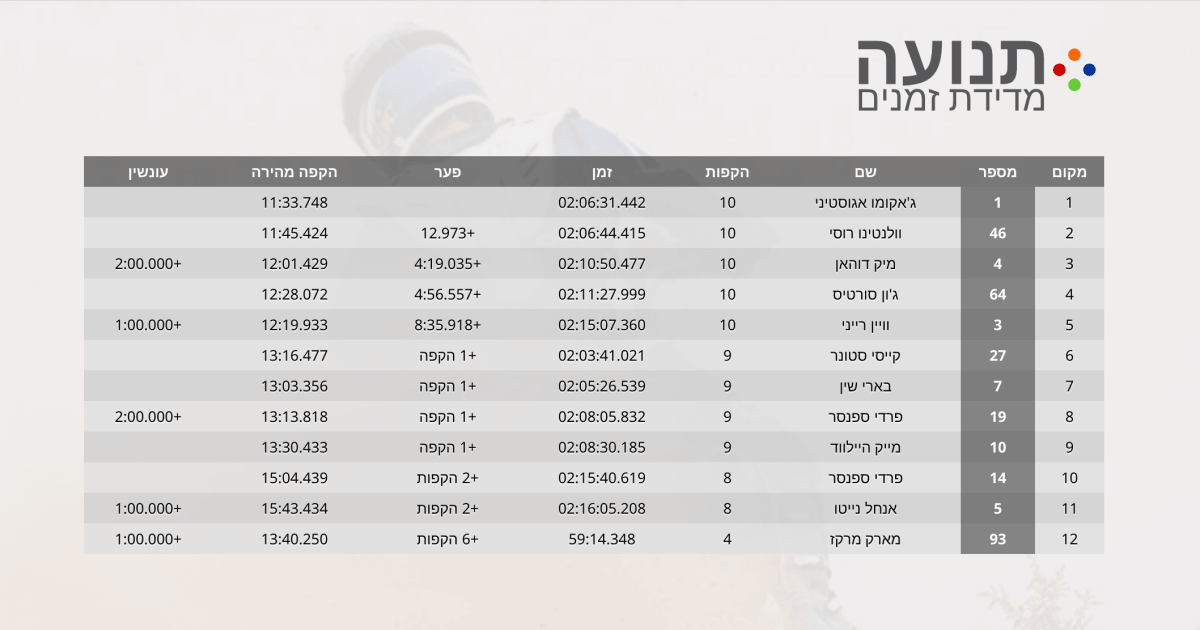 תנועה
מדידת זמנים
מקום מספר שם הקפות זמן פער הקפה מהירה עונשין
1 1 ג'אקומו אגוסטיני 10 02:06:31.442 11:33.748
2 46 וולנטינו רוסי 10 02:06:44.415 +12.973 11:45.424
3 4 מיק דוהאן 10 02:10:50.477 +4:19.035 12:01.429 +2:00.000
4 64 ג'ון סורטיס 10 02:11:27.999 +4:56.557 12:28.072
5 3 וויין רייני 10 02:15:07.360 +8:35.918 12:19.933 +1:00.000
6 27 קייסי סטונר 9 02:03:41.021 +1 הקפה 13:16.477
7 7 בארי שין 9 02:05:26.539 +1 הקפה 13:03.356
8 19 פרדי ספנסר 9 02:08:05.832 +1 הקפה 13:13.818 +2:00.000
9 10 מייק היילווד 9 02:08:30.185 +1 הקפה 13:30.433
10 14 פרדי ספנסר 8 02:15:40.619 +2 הקפות 15:04.439
11 5 אנחל נייטו 8 02:16:05.208 +2 הקפות 15:43.434 +1:00.000
12 93 מארק מרקז 4 59:14.348 +6 הקפות 13:40.250 +1:00.000